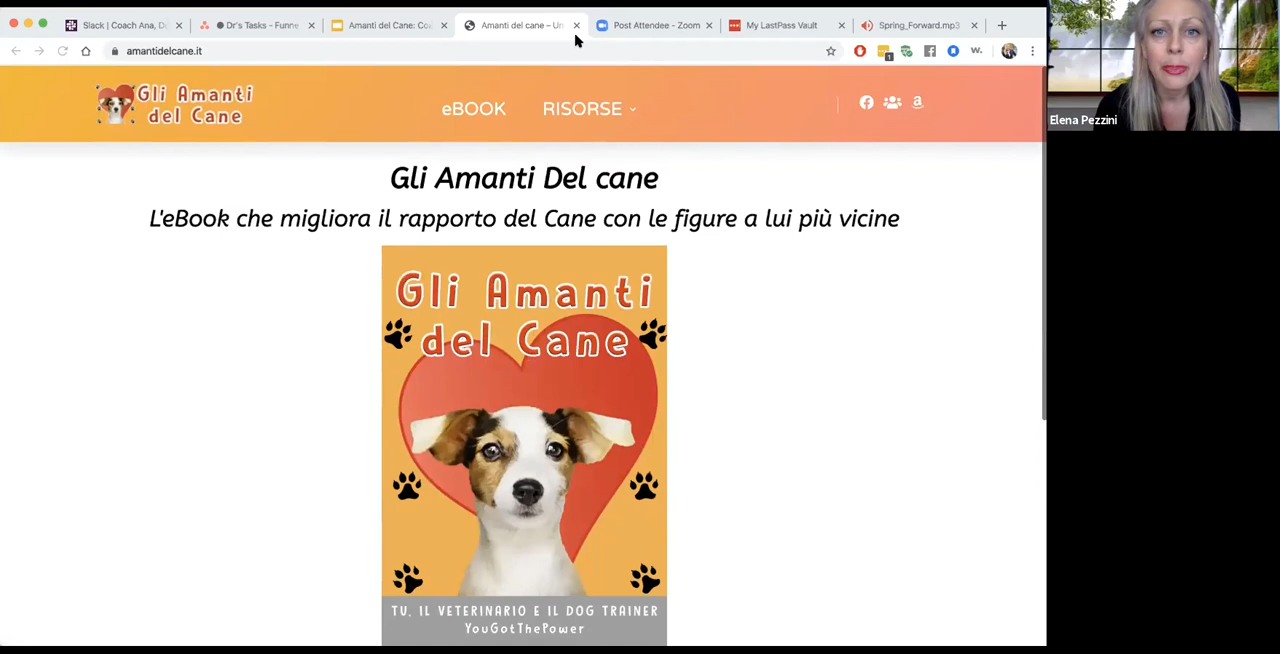 Slack | Coach Ana, D
Dr's Tasks - Funne
Amanti del Cane: Co
Amanti del cane – Un
Post Attendee - Zoom
My LastPass Vault
Spring_Forward.mp3
amantidelcane.it
1
w.
Gli Amanti
del Cane
eBOOK
RISORSE
Elena Pezzini
Gli Amanti Del cane
L'eBook che migliora il rapporto del Cane con le figure a lui più vicine
Gli Amanti
del Cane
TU, IL VETERINARIO E IL DOG TRAINER
YouGotThePower